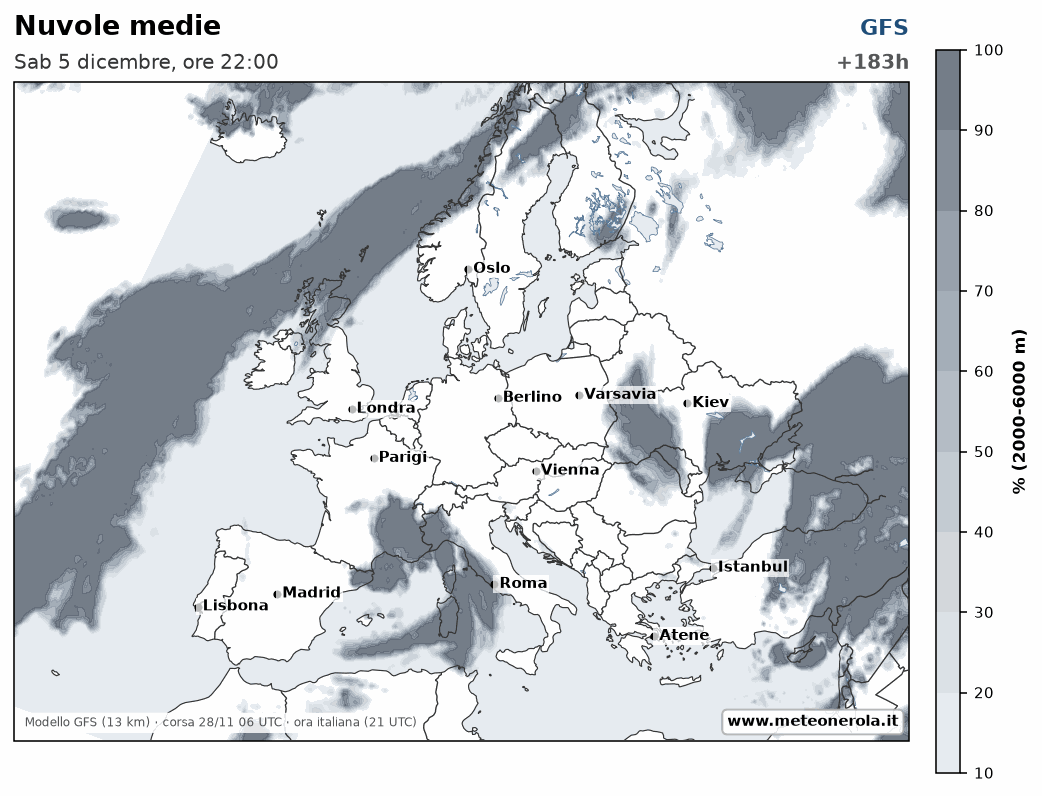 Nuvole medie
GFS
Sab 5 dicembre, ore 22:00
+183h
100
90
80
70
60
50
40
30
20
10
% (2000-6000 m)
Oslo
Berlino
Varsavia
Kiev
Londra
Parigi
Vienna
Istanbul
Roma
Madrid
Lisbona
Atene
Modello GFS (13 km) · corsa 28/11 06 UTC · ora italiana (21 UTC)
www.meteonerola.it